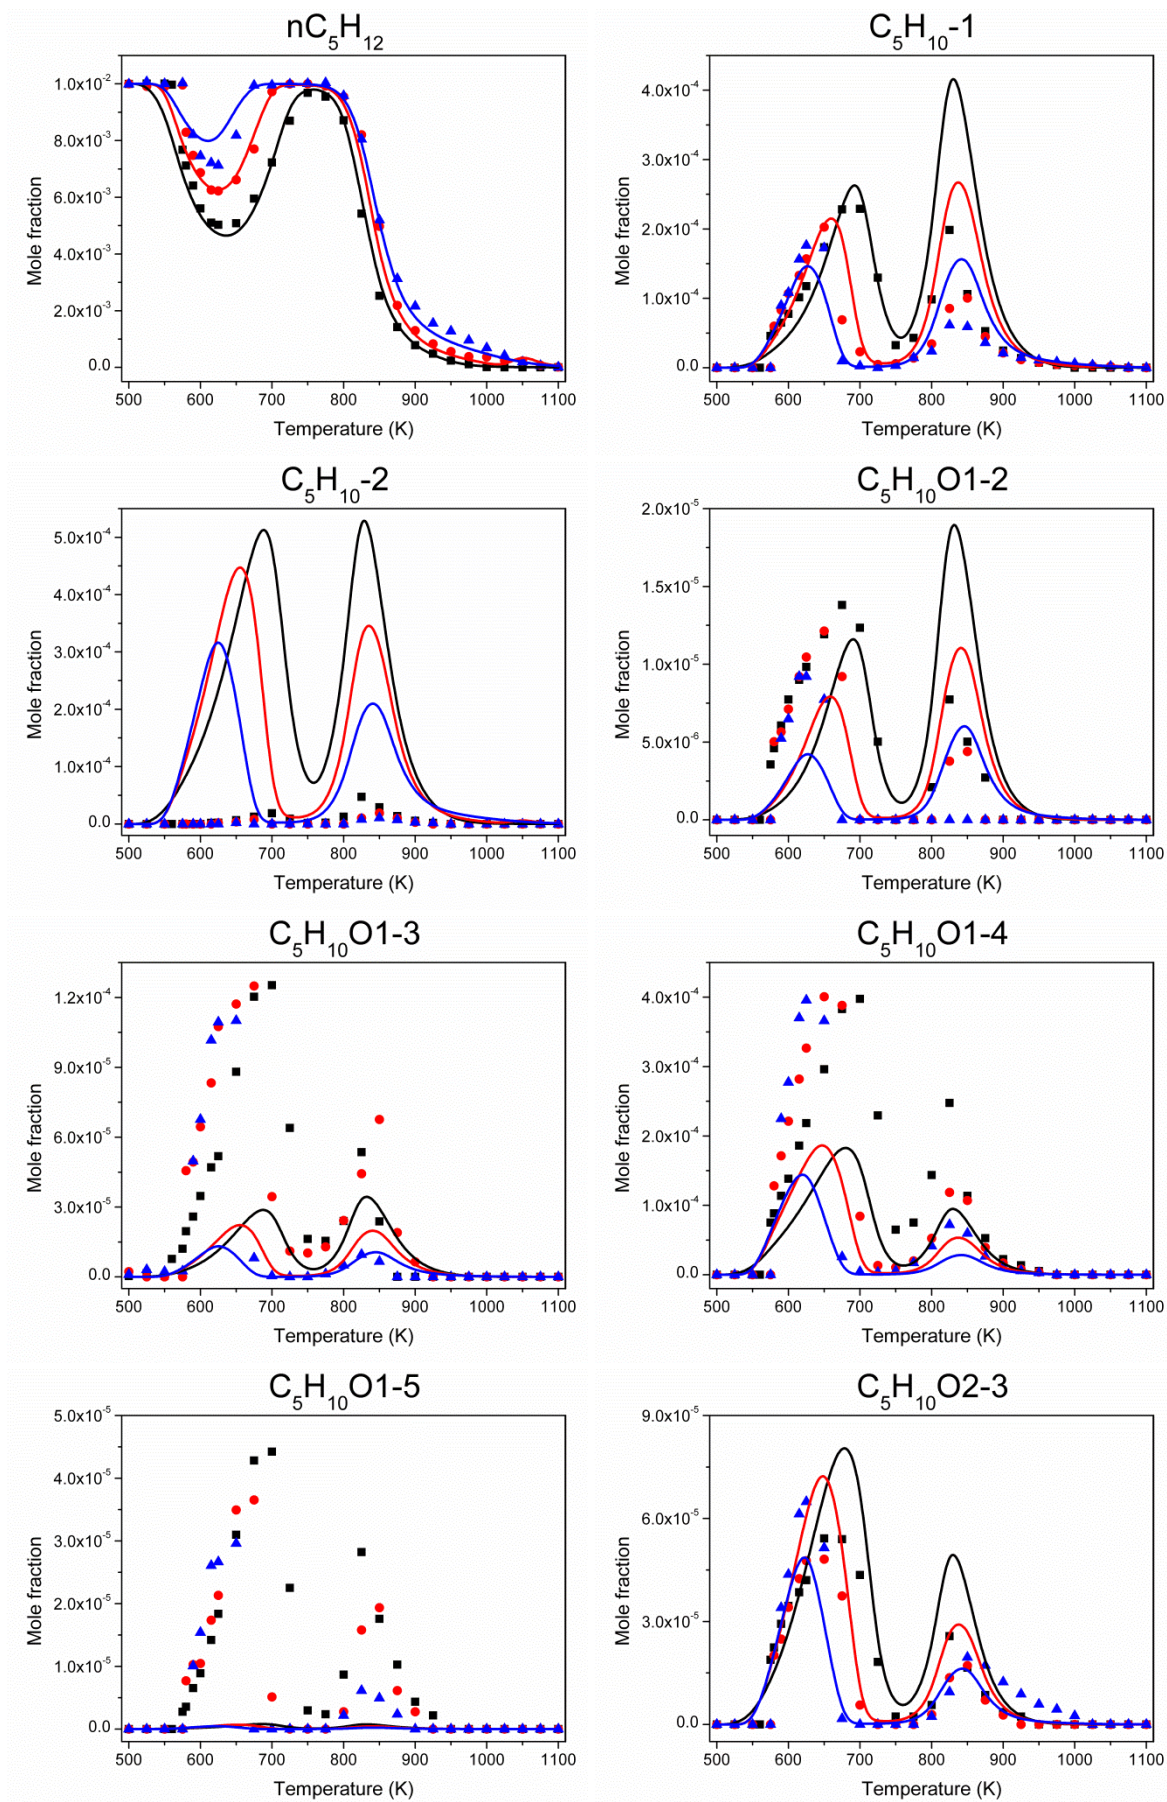 nC5H12
Mole fraction
1.0x10-2
8.0x10-3
6.0x10-3
4.0x10-3
2.0x10-3
0.0
500 600 700 800 900 1000 1100
Temperature (K)
C5H10-1
Mole fraction
4.0x10-4
3.0x10-4
2.0x10-4
1.0x10-4
0.0
500 600 700 800 900 1000 1100
Temperature (K)
C5H10-2
Mole fraction
5.0x10-4
4.0x10-4
3.0x10-4
2.0x10-4
1.0x10-4
0.0
500 600 700 800 900 1000 1100
Temperature (K)
C5H10O1-2
Mole fraction
2.0x10-5
1.5x10-5
1.0x10-5
5.0x10-6
0.0
500 600 700 800 900 1000 1100
Temperature (K)
C5H10O1-3
Mole fraction
1.2x10-4
9.0x10-5
6.0x10-5
3.0x10-5
0.0
500 600 700 800 900 1000 1100
Temperature (K)
C5H10O1-4
Mole fraction
4.0x10-4
3.0x10-4
2.0x10-4
1.0x10-4
0.0
500 600 700 800 900 1000 1100
Temperature (K)
C5H10O1-5
Mole fraction
5.0x10-5
4.0x10-5
3.0x10-5
2.0x10-5
1.0x10-5
0.0
500 600 700 800 900 1000 1100
Temperature (K)
C5H10O2-3
Mole fraction
9.0x10-5
6.0x10-5
3.0x10-5
0.0
500 600 700 800 900 1000 1100
Temperature (K)